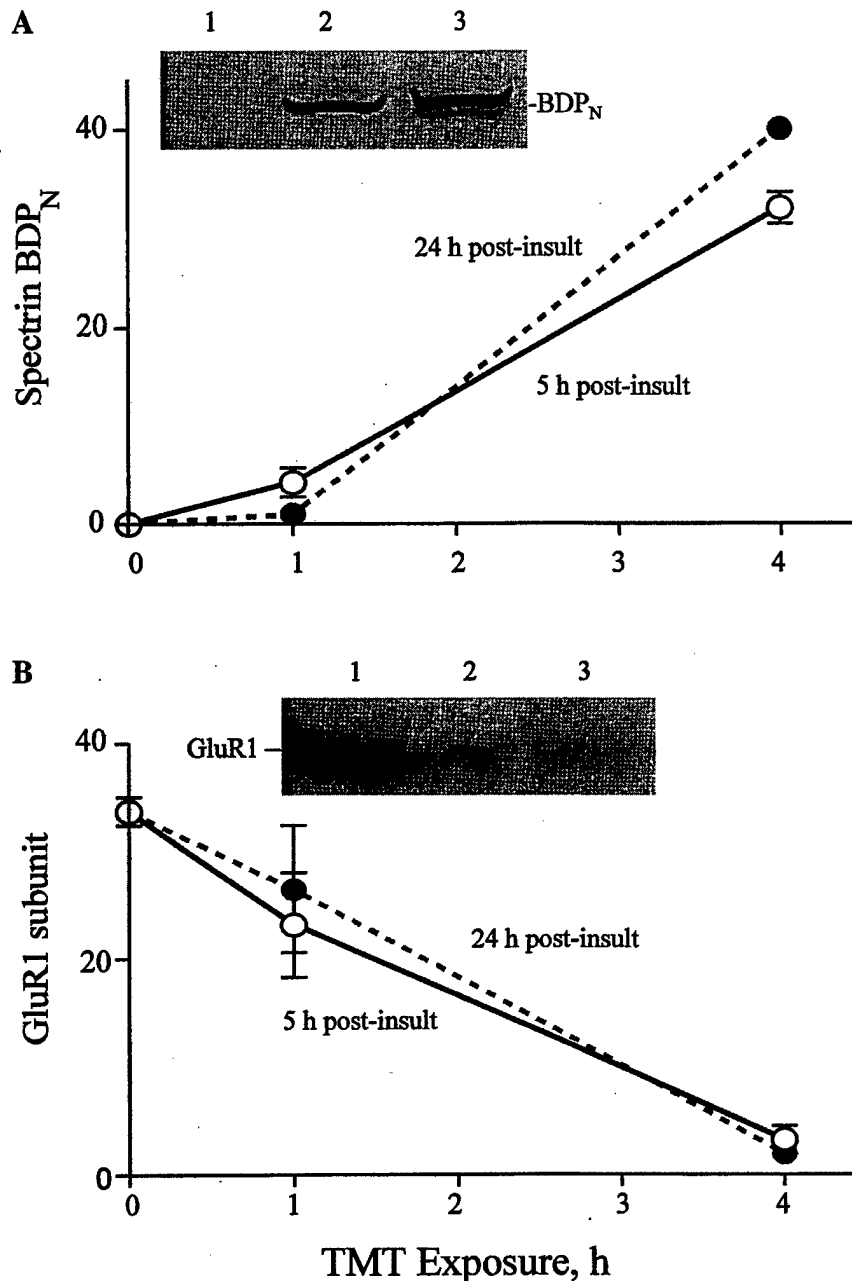 A
1 2 3
-BDPN
40
20
0
Spectrin BDPN
24 h post-insult
5 h post-insult
0 1 2 3 4
B
1 2 3
GluR1
40
20
0
GluR1 subunit
24 h post-insult
5 h post-insult
0 1 2 3 4
TMT Exposure, h